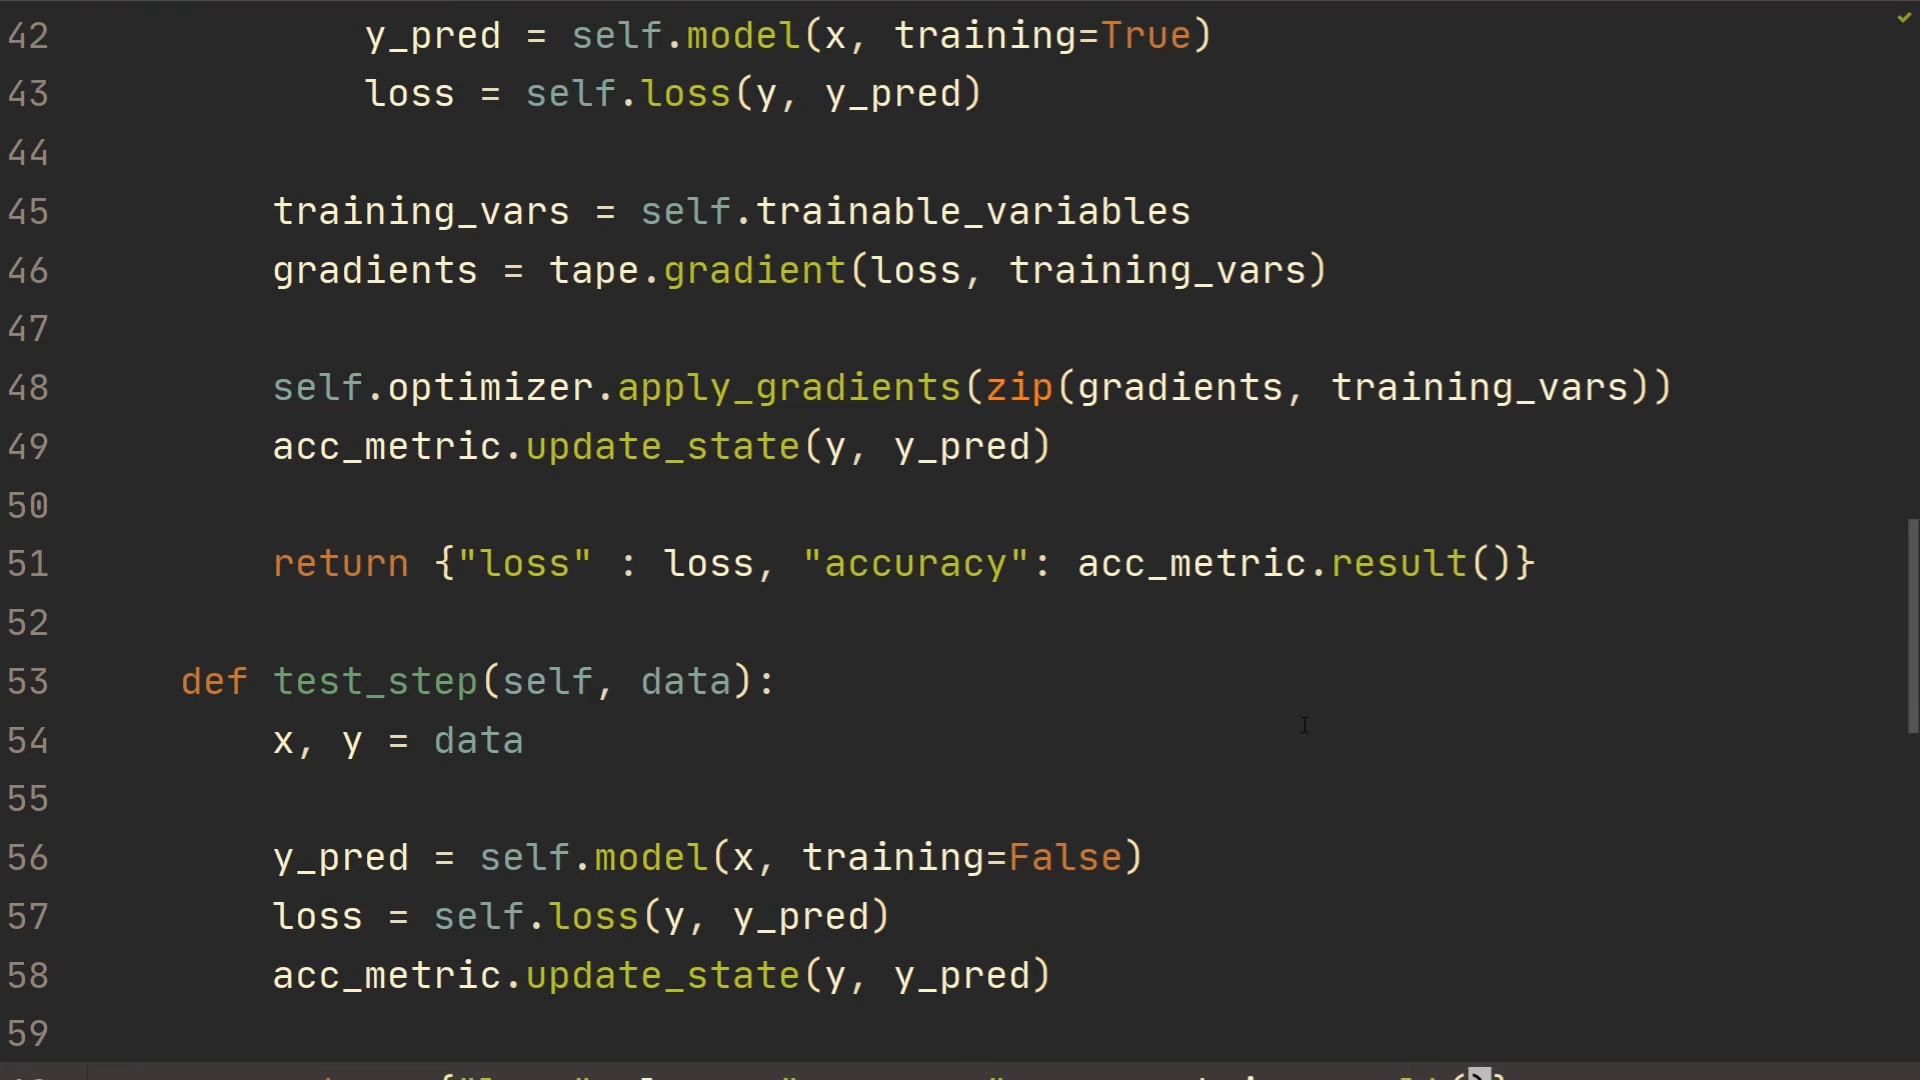 42 y_pred = self.model(x, training=True)
43 loss = self.loss(y, y_pred)
44
45 training_vars = self.trainable_variables
46 gradients = tape.gradient(loss, training_vars)
47
48 self.optimizer.apply_gradients(zip(gradients, training_vars))
49 acc_metric.update_state(y, y_pred)
50
51 return {"loss" : loss, "accuracy": acc_metric.result()}
52
53 def test_step(self, data):
54 x, y = data
55
56 y_pred = self.model(x, training=False)
57 loss = self.loss(y, y_pred)
58 acc_metric.update_state(y, y_pred)
59